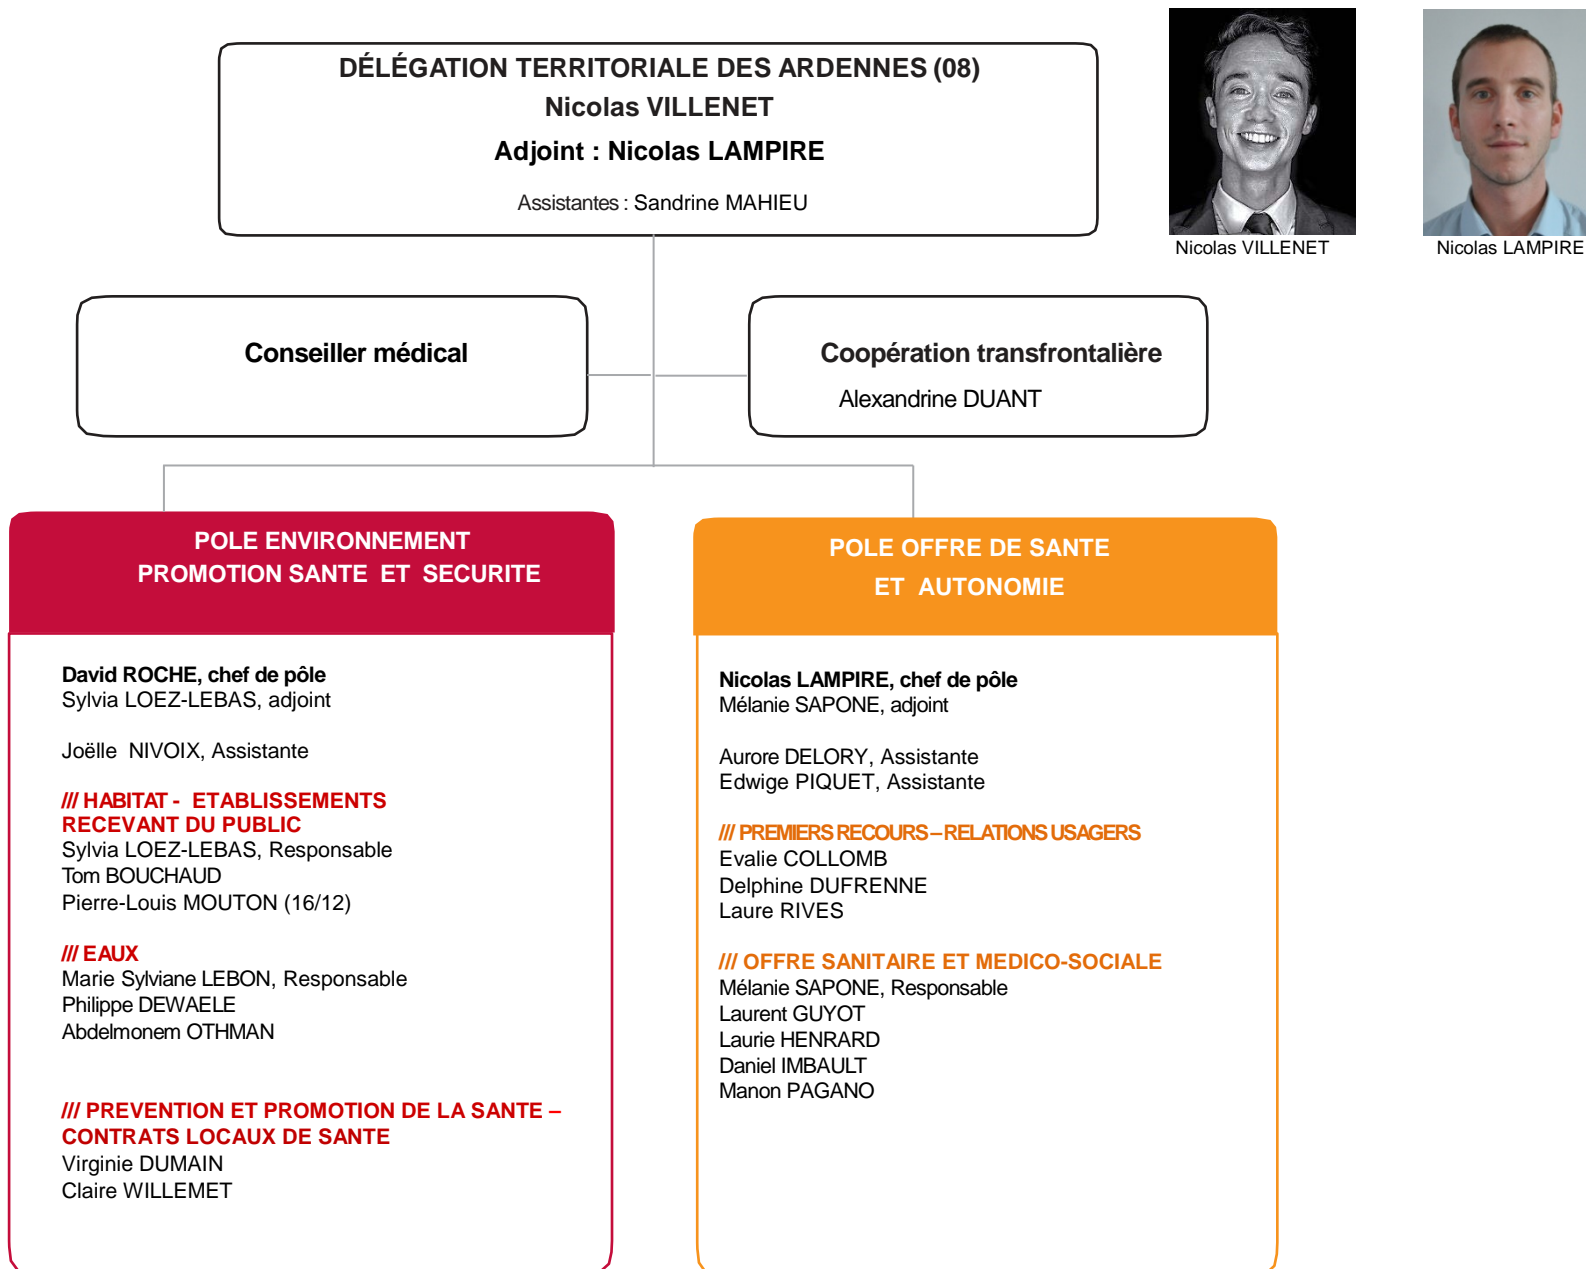 DÉLÉGATION TERRITORIALE DES ARDENNES (08)
Nicolas VILLENET
Adjoint : Nicolas LAMPIRE
Assistantes : Sandrine MAHIEU
Nicolas VILLENET
Nicolas LAMPIRE
Conseiller médical
Coopération transfrontalière
Alexandrine DUANT
POLE ENVIRONNEMENT
PROMOTION SANTE ET SECURITE
David ROCHE, chef de pôle
Sylvia LOEZ-LEBAS, adjoint
Joëlle NIVOIX, Assistante
/// HABITAT - ETABLISSEMENTS
RECEVANT DU PUBLIC
Sylvia LOEZ-LEBAS, Responsable
Tom BOUCHAUD
Pierre-Louis MOUTON (16/12)
/// EAUX
Marie Sylviane LEBON, Responsable
Philippe DEWAELE
Abdelmonem OTHMAN
/// PREVENTION ET PROMOTION DE LA SANTE –
CONTRATS LOCAUX DE SANTE
Virginie DUMAIN
Claire WILLEMET
POLE OFFRE DE SANTE
ET AUTONOMIE
Nicolas LAMPIRE, chef de pôle
Mélanie SAPONE, adjoint
Aurore DELORY, Assistante
Edwige PIQUET, Assistante
/// PREMIERS RECOURS – RELATIONS USAGERS
Evalie COLLOMB
Delphine DUFRENNE
Laure RIVES
/// OFFRE SANITAIRE ET MEDICO-SOCIALE
Mélanie SAPONE, Responsable
Laurent GUYOT
Laurie HENRARD
Daniel IMBAULT
Manon PAGANO